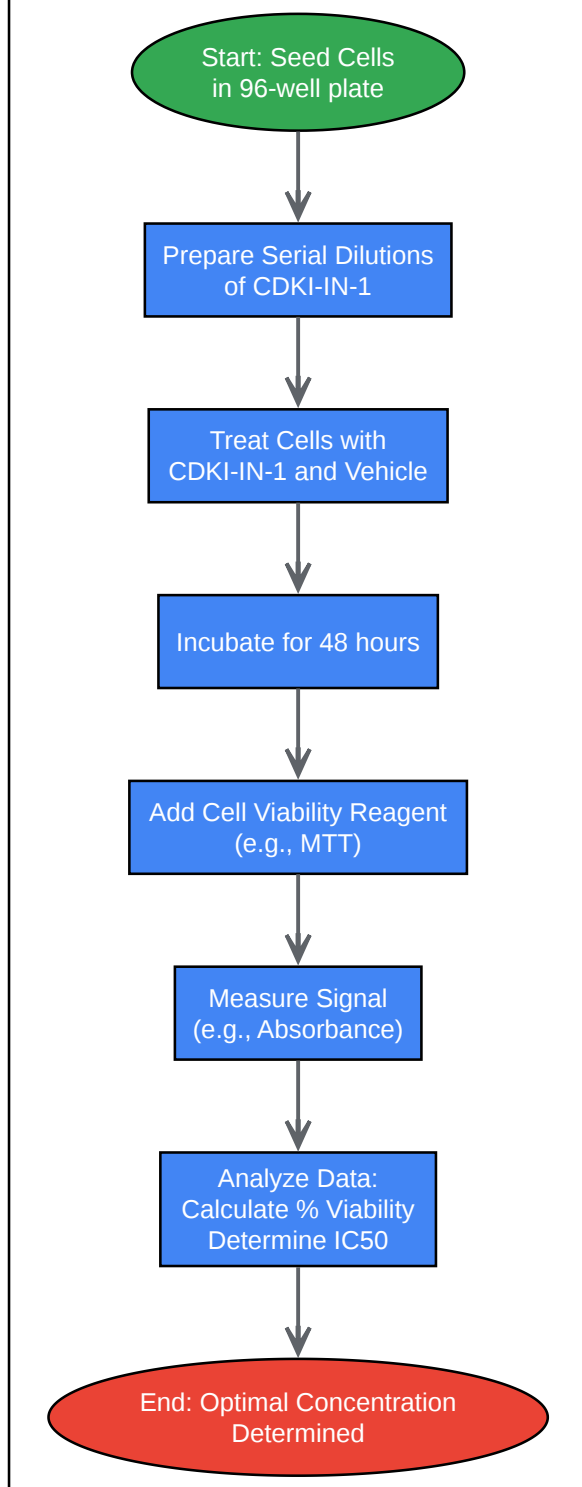 Start: Seed Cells
in 96-well plate
Prepare Serial Dilutions
of CDKI-IN-1
Treat Cells with
CDKI-IN-1 and Vehicle
Incubate for 48 hours
Add Cell Viability Reagent
(e.g., MTT)
Measure Signal
(e.g., Absorbance)
Analyze Data:
Calculate % Viability
Determine IC50
End: Optimal Concentration
Determined